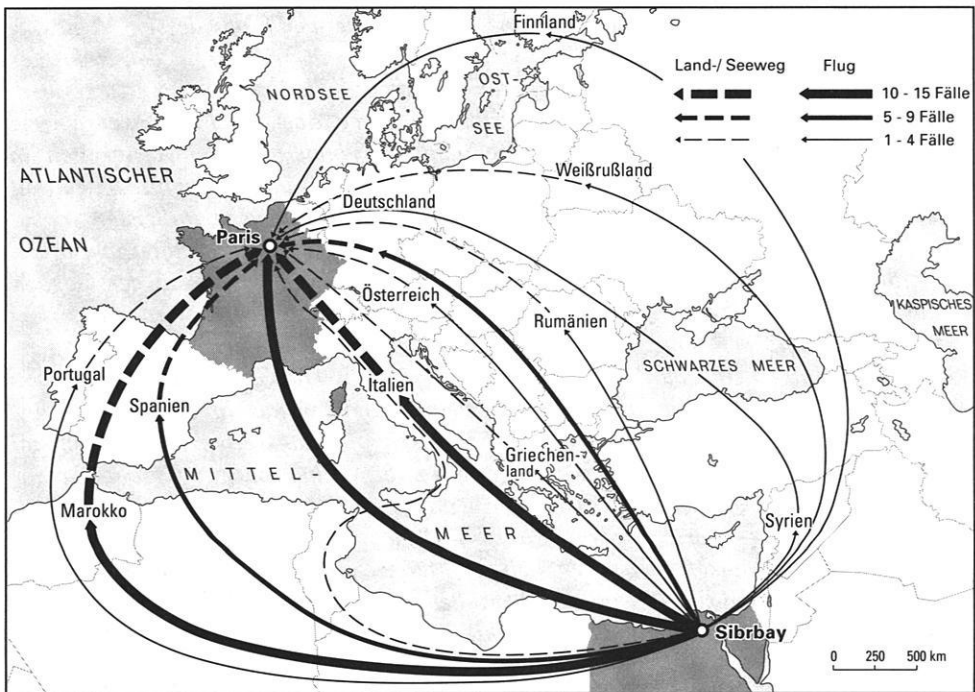 Finnland
Land-/ Seeweg Flug
10 - 15 Fälle
5 - 9 Fälle
1 - 4 Fälle
NORDSEE
OST-
SEE
ATLANTISCHER
OZEAN
Weißrußland
Deutschland
Paris
Österreich
Rumänien
KASPISCHES
MEER
SCHWARZES MEER
Portugal
Spanien
Italien
Griechen-
land
MITTEL-
MEER
Marokko
Syrien
Sibrbay
0 250 500 km